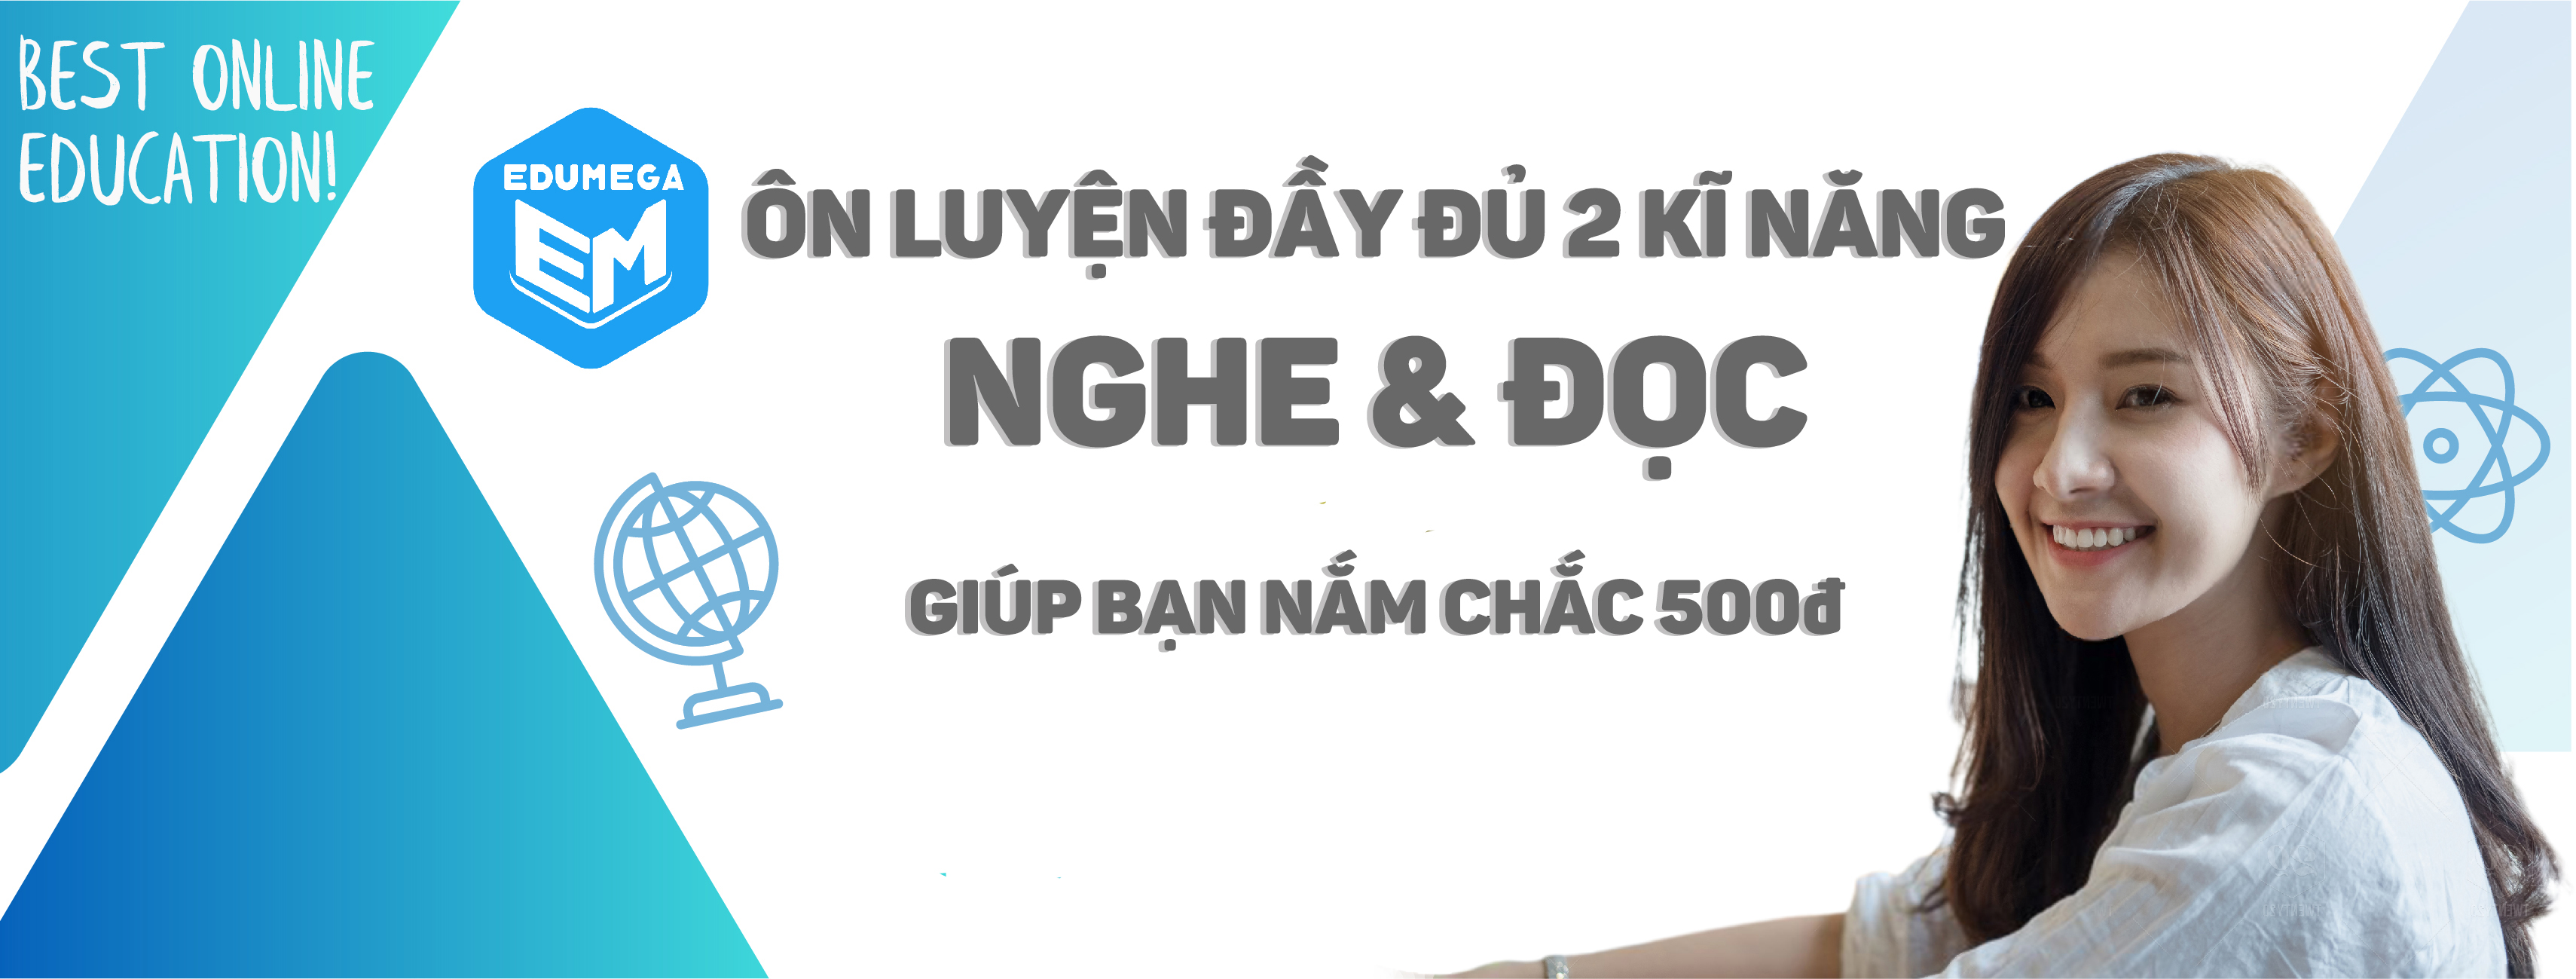 BEST ONLINE
EDUCATION!
EDUMEGA
EM
ÔN LUYỆN ĐẦY ĐỦ 2 KĨ NĂNG
NGHE & ĐỌC
GIÚP BẠN NẮM CHẮC 500đ